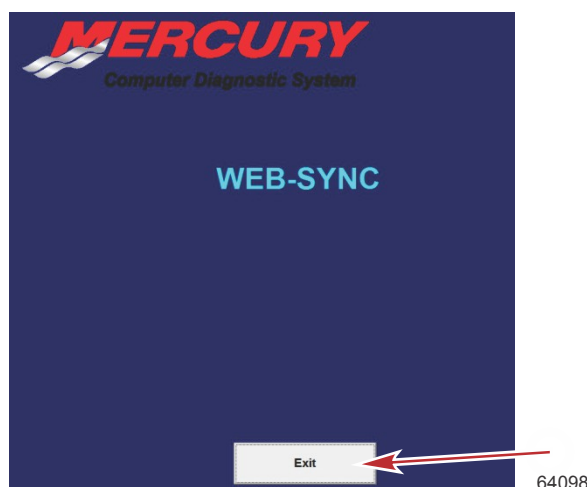 MERCURY
Computer Diagnostic System
WEB-SYNC
Exit
64098